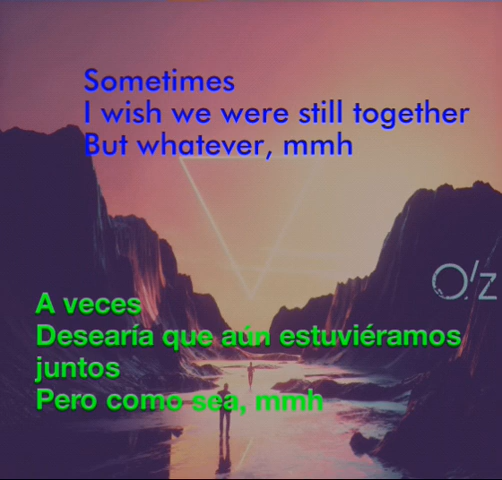 Sometimes
I wish we were still together
But whatever, mmh
O/z
A veces
Desearía que aún estuviéramos
juntos
Pero como sea, mmh